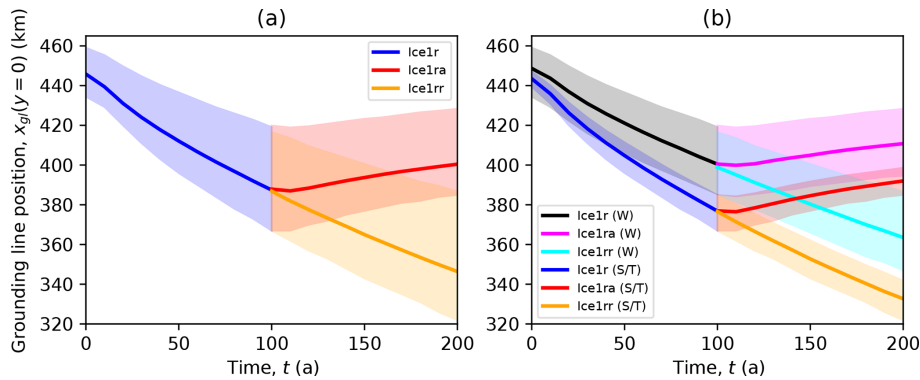 (a)
Grounding line position, x_gl(y = 0) (km)
460
440
420
400
380
360
340
320
0
50
100
150
200
Time, t (a)
Ice1r
Ice1ra
Ice1rr
(b)
460
440
420
400
380
360
340
320
0
50
100
150
200
Time, t (a)
Ice1r (W)
Ice1ra (W)
Ice1rr (W)
Ice1r (S/T)
Ice1ra (S/T)
Ice1rr (S/T)